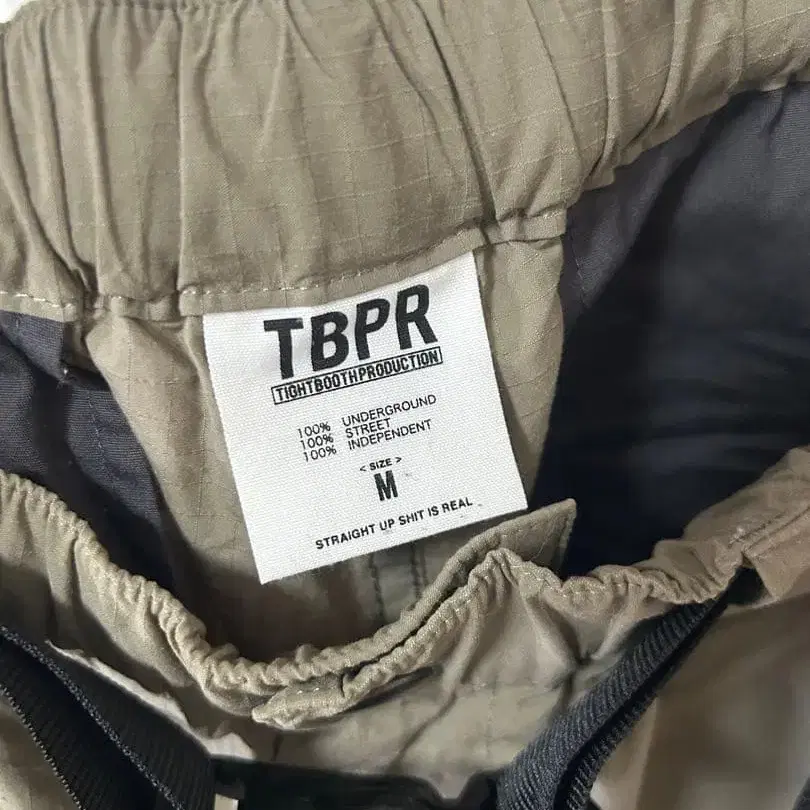 TBPR
TIGHTBOOTHPRODUCTION
100% UNDERGROUND
100% STREET
100% INDEPENDENT
< SIZE >
M
STRAIGHT UP SHIT IS REAL